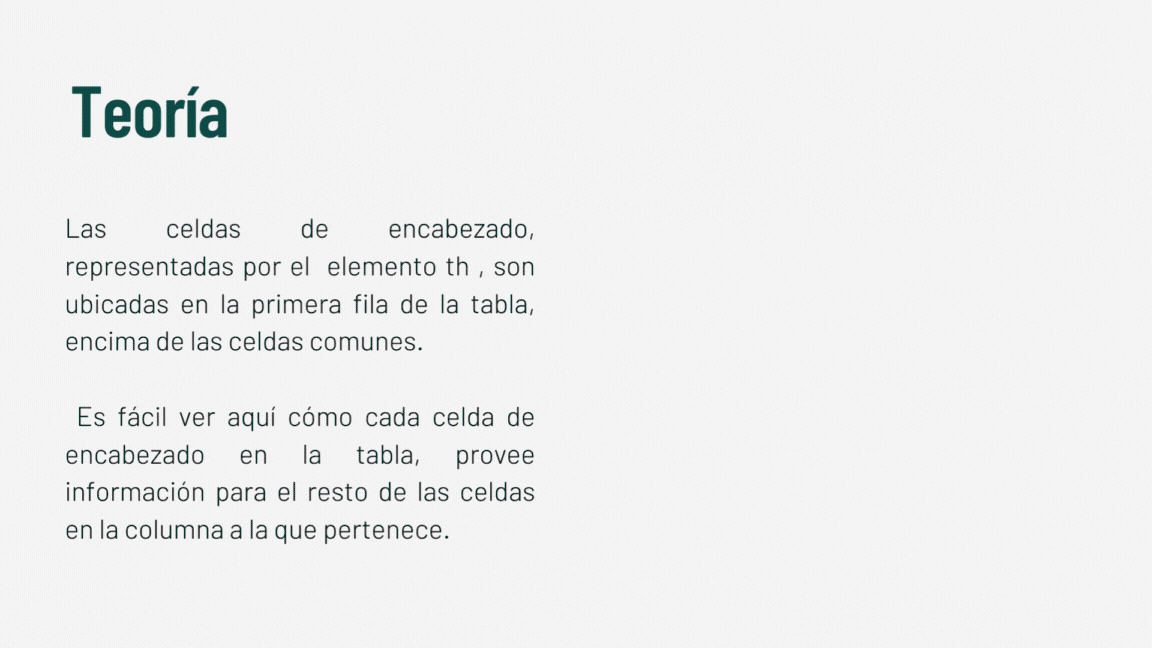 Teoría
Las celdas de encabezado,
representadas por el elemento th , son
ubicadas en la primera fila de la tabla,
encima de las celdas comunes.
Es fácil ver aquí cómo cada celda de
encabezado en la tabla, provee
información para el resto de las celdas
en la columna a la que pertenece.